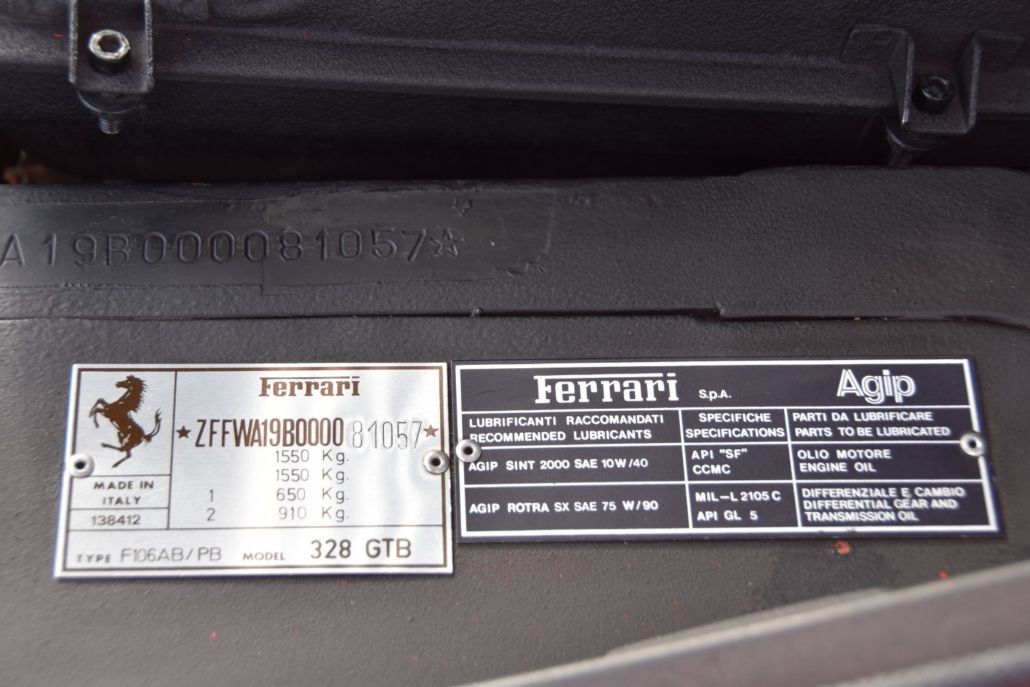 A19B000081057☆
Ferrari
★ZFFWA19B0000 81057★
1550 Kg.
1550 Kg.
1 650 Kg.
2 910 Kg.
MADE IN
ITALY
138412
TYPE F106AB/PB MODEL 328 GTB
Ferrari S.p.A. Agip
LUBRIFICANTI RACCOMANDATI
RECOMMENDED LUBRICANTS
SPECIFICHE
SPECIFICATIONS
PARTI DA LUBRIFICARE
PARTS TO BE LUBRICATED
AGIP SINT 2000 SAE 10W/40
API "SF"
CCMC
OLIO MOTORE
ENGINE OIL
AGIP ROTRA SX SAE 75 W/90
MIL-L 2105 C
API GL 5
DIFFERENZIALE E CAMBIO
DIFFERENTIAL GEAR AND
TRANSMISSION OIL